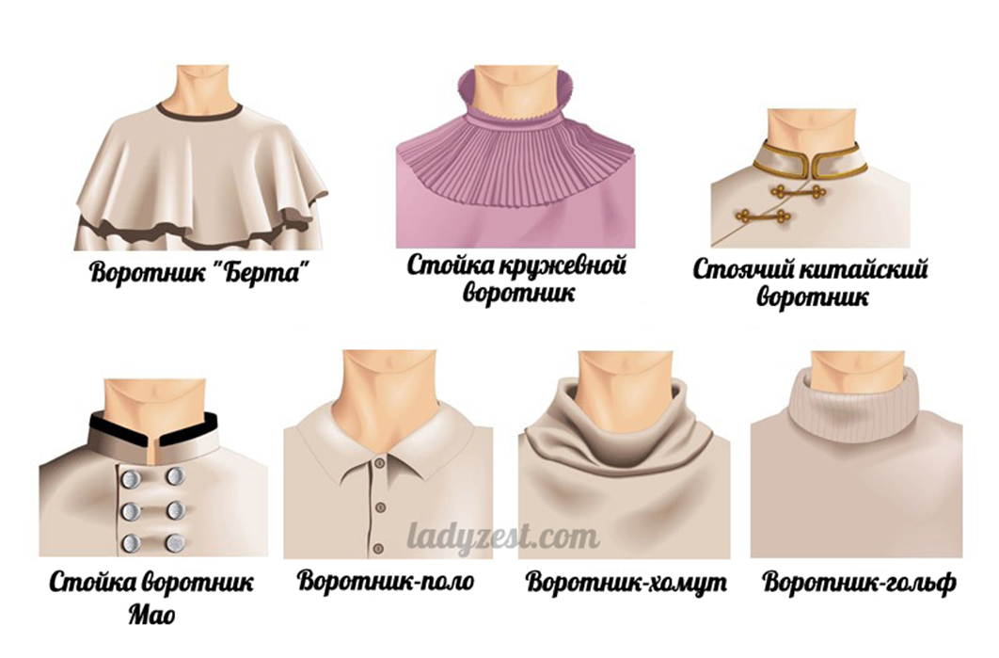 Воротник "Берта"
Стойка кружевной
воротник
Стоячий китайский
воротник
ladyzest.com
Стойка воротник
Мао
Воротник-поло
Воротник-хомут
Воротник-гольф